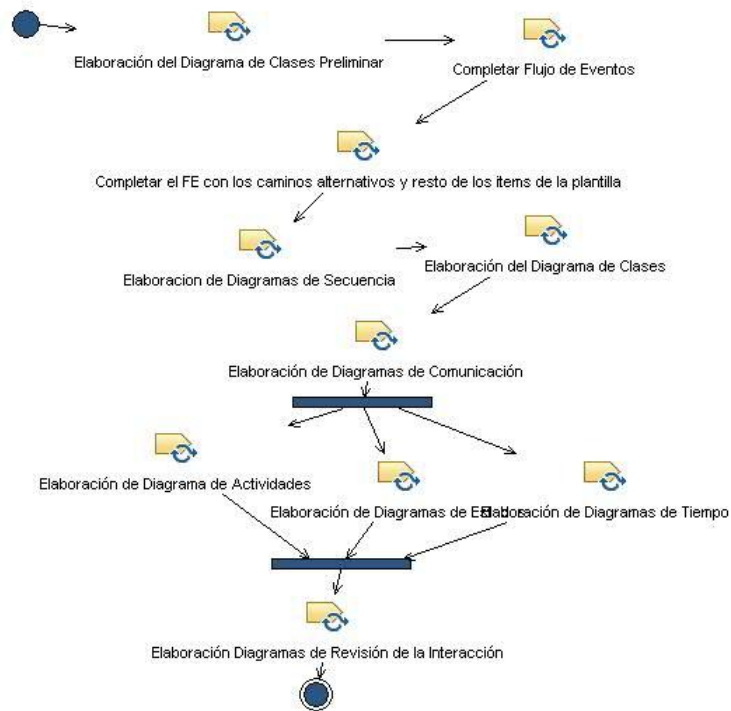 Elaboración del Diagrama de Clases Preliminar
Completar Flujo de Eventos
Completar el FE con los caminos alternativos y resto de los items de la plantilla
Elaboracion de Diagramas de Secuencia
Elaboración del Diagrama de Clases
Elaboración de Diagramas de Comunicación
Elaboración de Diagrama de Actividades
Elaboración de Diagramas de
Elaboración de Diagramas de Tiempo
Elaboración Diagramas de Revisión de la Interacción